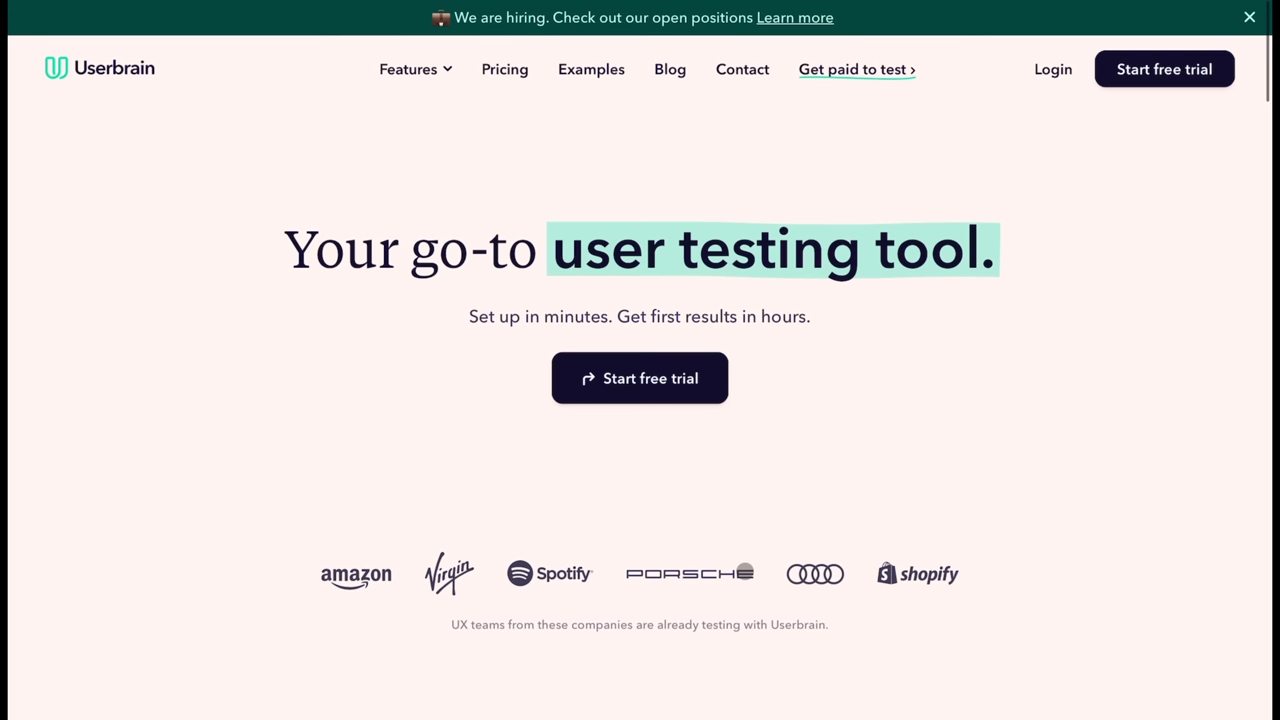 We are hiring. Check out our open positions Learn more
Userbrain
Features
Pricing
Examples
Blog
Contact
Get paid to test ›
Login
Start free trial
Your go-to user testing tool.
Set up in minutes. Get first results in hours.
Start free trial
amazon
Virgin
Spotify
PORSCHE
shopify
UX teams from these companies are already testing with Userbrain.